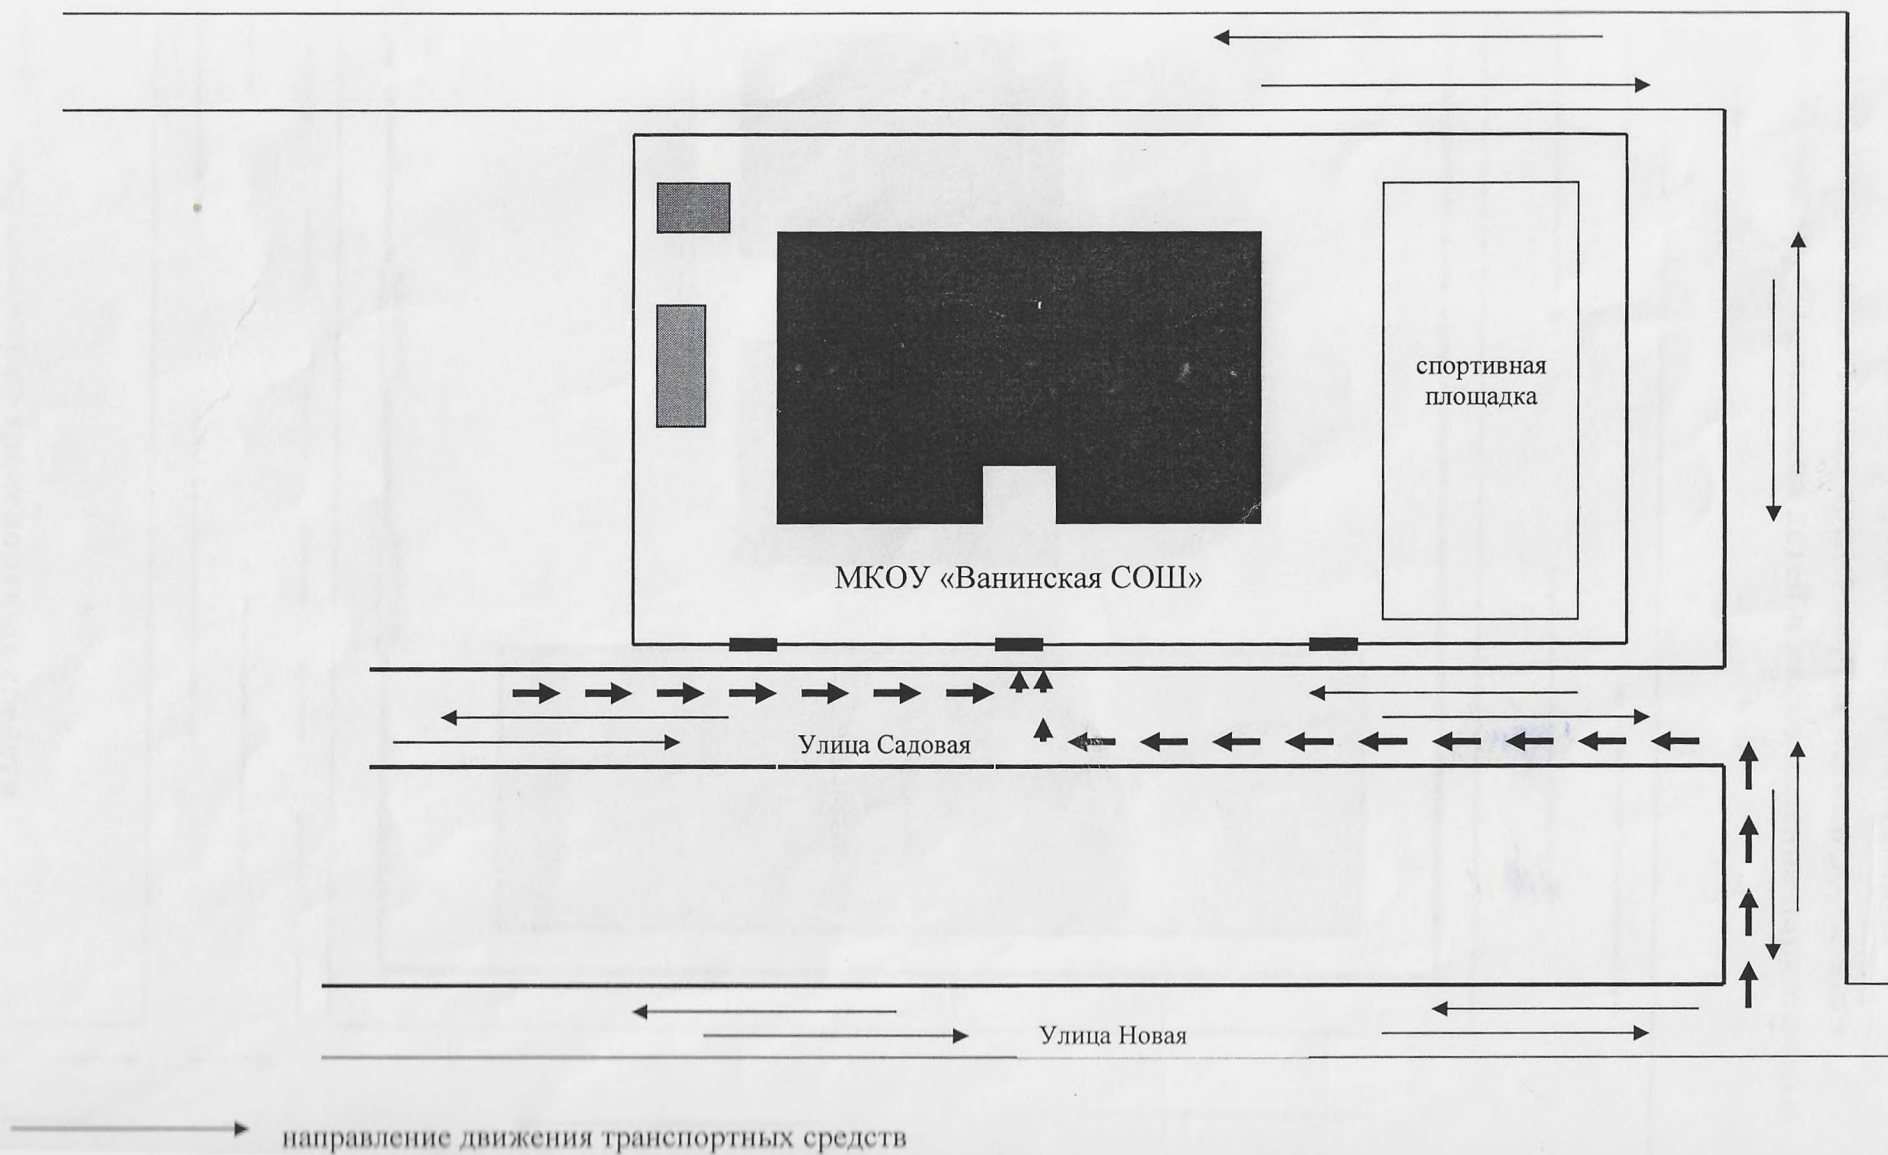 спортивная
площадка
МКОУ «Ванинская СОШ»
Улица Садовая
Улица Новая
направление движения транспортных средств